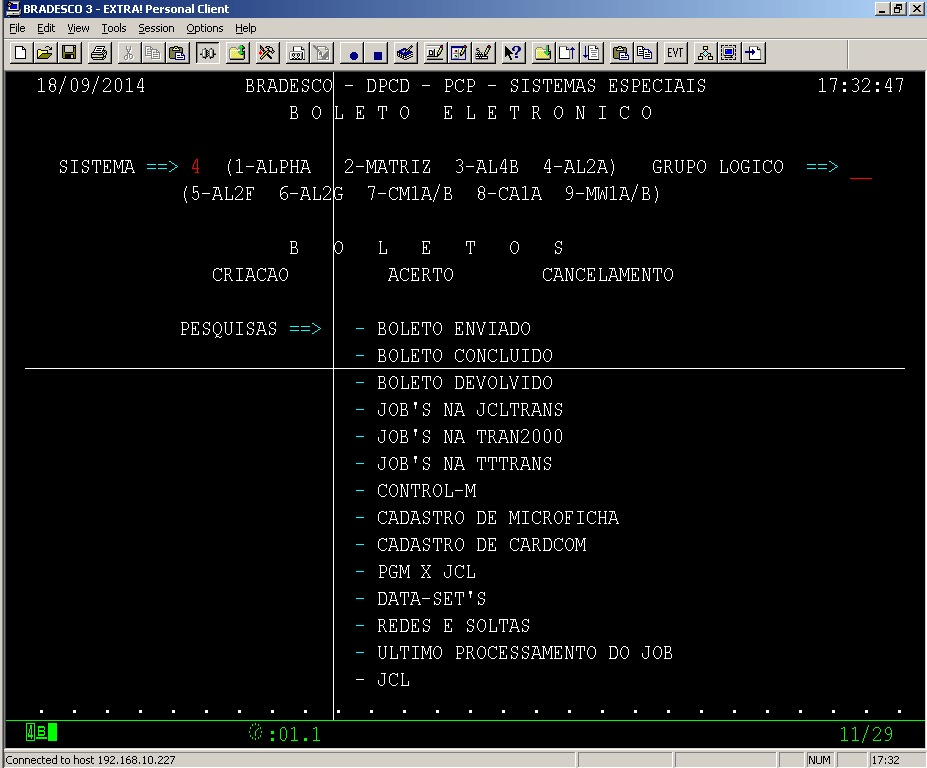 BRADESCO 3 - EXTRA! Personal Client
File Edit View Tools Session Options Help
EVT
18/09/2014 BRADESCO - DPCD - PCP - SISTEMAS ESPECIAIS 17:32:47
B O L E T O E L E T R O N I C O
SISTEMA ==> 4 (1-ALPHA 2-MATRIZ 3-AL4B 4-AL2A) GRUPO LOGICO ==> __
(5-AL2F 6-AL2G 7-CM1A/B 8-CA1A 9-MW1A/B)
B O L E T O S
CRIACAO ACERTO CANCELAMENTO
PESQUISAS ==> - BOLETO ENVIADO
- BOLETO CONCLUIDO
- BOLETO DEVOLVIDO
- JOB'S NA JCLTRANS
- JOB'S NA TRAN2000
- JOB'S NA TTTRANS
- CONTROL-M
- CADASTRO DE MICROFICHA
- CADASTRO DE CARDCOM
- PGM X JCL
- DATA-SET'S
- REDES E SOLTAS
- ULTIMO PROCESSAMENTO DO JOB
- JCL
. . . . . . . . . . . . . . . . . . . . . . . . . . .
4B :01.1 11/29
Connected to host 192.168.10.227 NUM 17:32